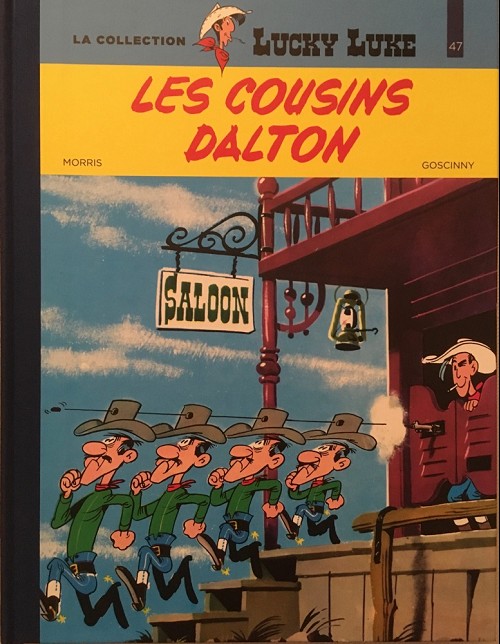 LA COLLECTION LUCKY LUKE 47
LES COUSINS
DALTON
MORRIS GOSCINNY
SALOON